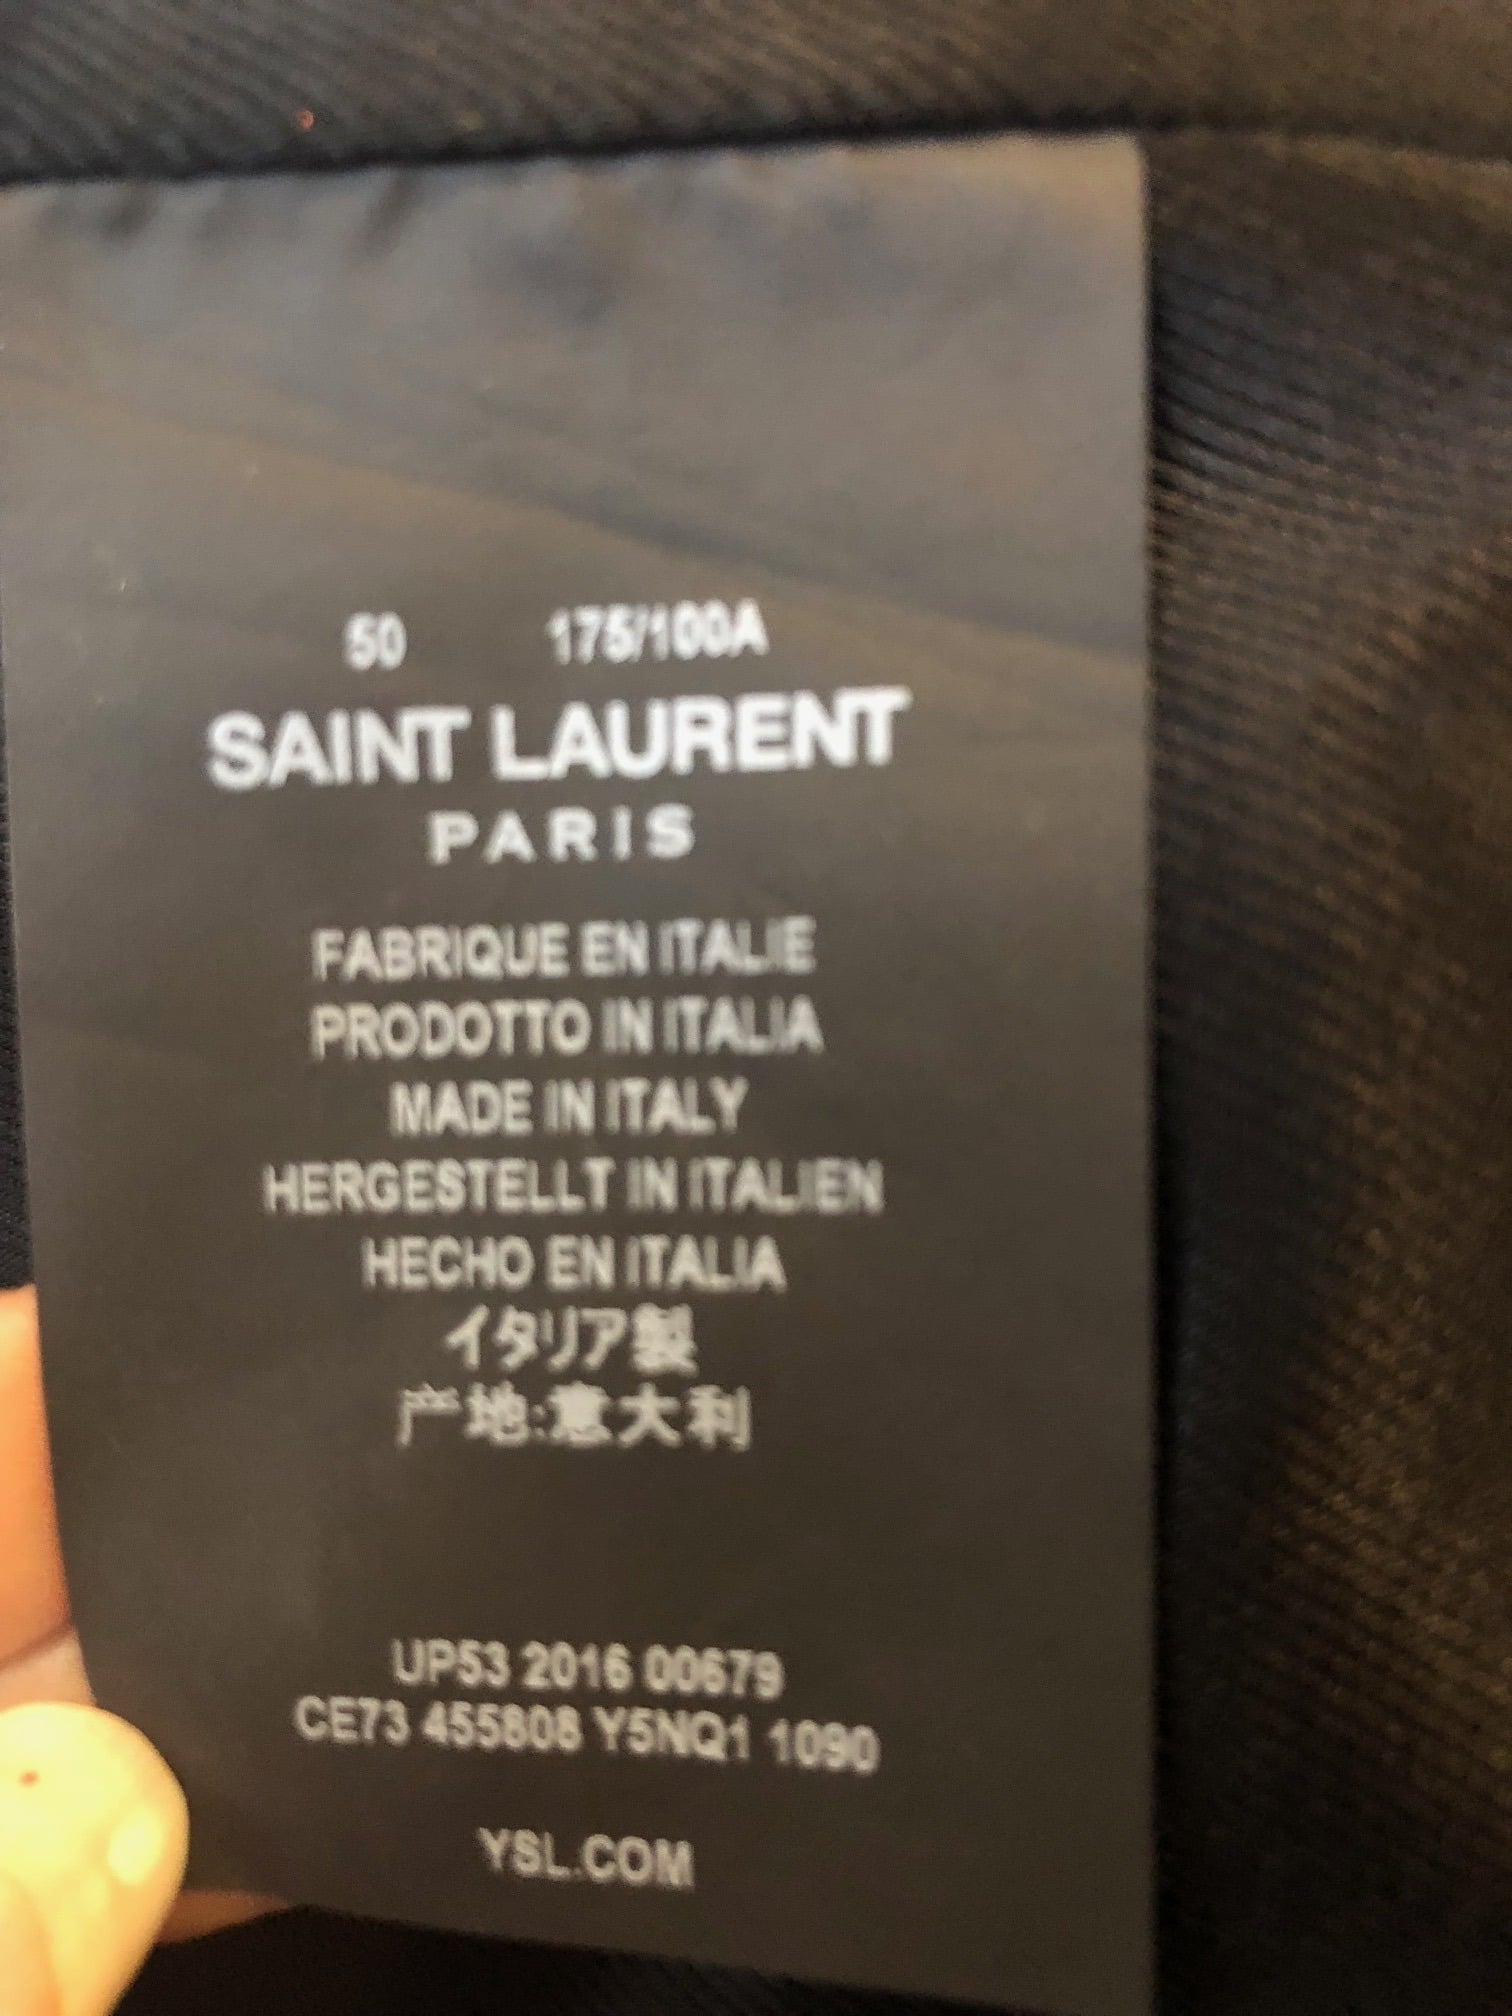 50 175/100A
SAINT LAURENT
PARIS
FABRIQUE EN ITALIE
PRODOTTO IN ITALIA
MADE IN ITALY
HERGESTELLT IN ITALIEN
HECHO EN ITALIA
イタリア製
产地:意大利
UP53 2016 00679
CE73 455808 Y5NQ1 1090
YSL.COM